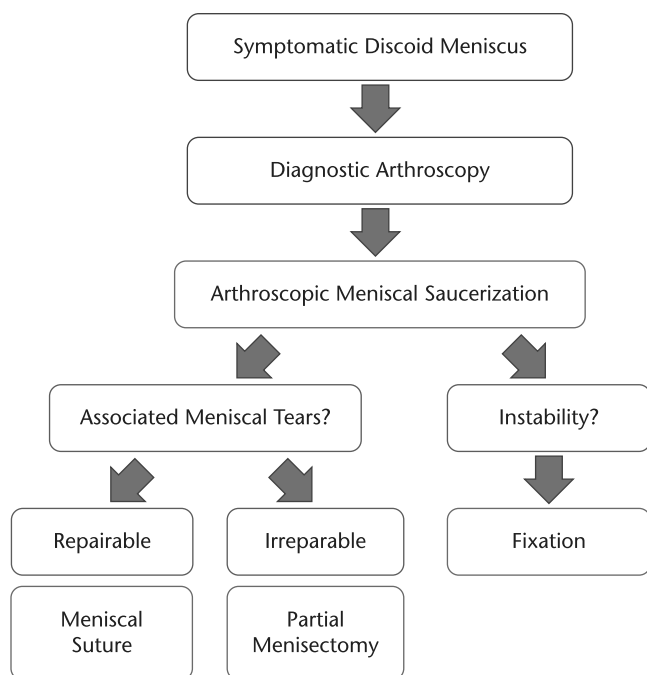 Symptomatic Discoid Meniscus
Diagnostic Arthroscopy
Arthroscopic Meniscal Saucerization
Associated Meniscal Tears?
Instability?
Repairable
Irreparable
Fixation
Meniscal
Suture
Partial
Menisectomy